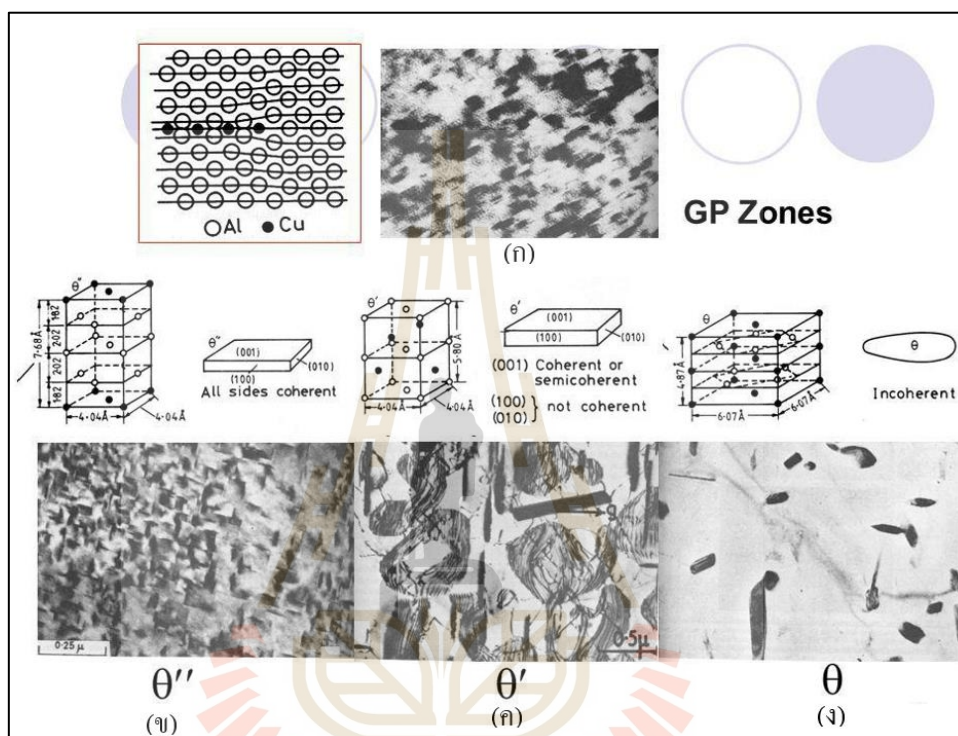 Al Cu
GP Zones
(ก)
θ''
7·68Å
1·82
2·02
2·02
1·82
4·04Å
4·04Å
θ''
(001)
(010)
(100)
All sides coherent
θ'
5·80Å
4·04Å
4·04Å
θ'
(001)
(100)
(010)
(001) Coherent or
semicoherent
(100)
(010) } not coherent
θ
4·87Å
6·07Å
6·07Å
θ
Incoherent
0·25μ
g
0·5μ
θ''
θ'
θ
(ข)
(ค)
(ง)